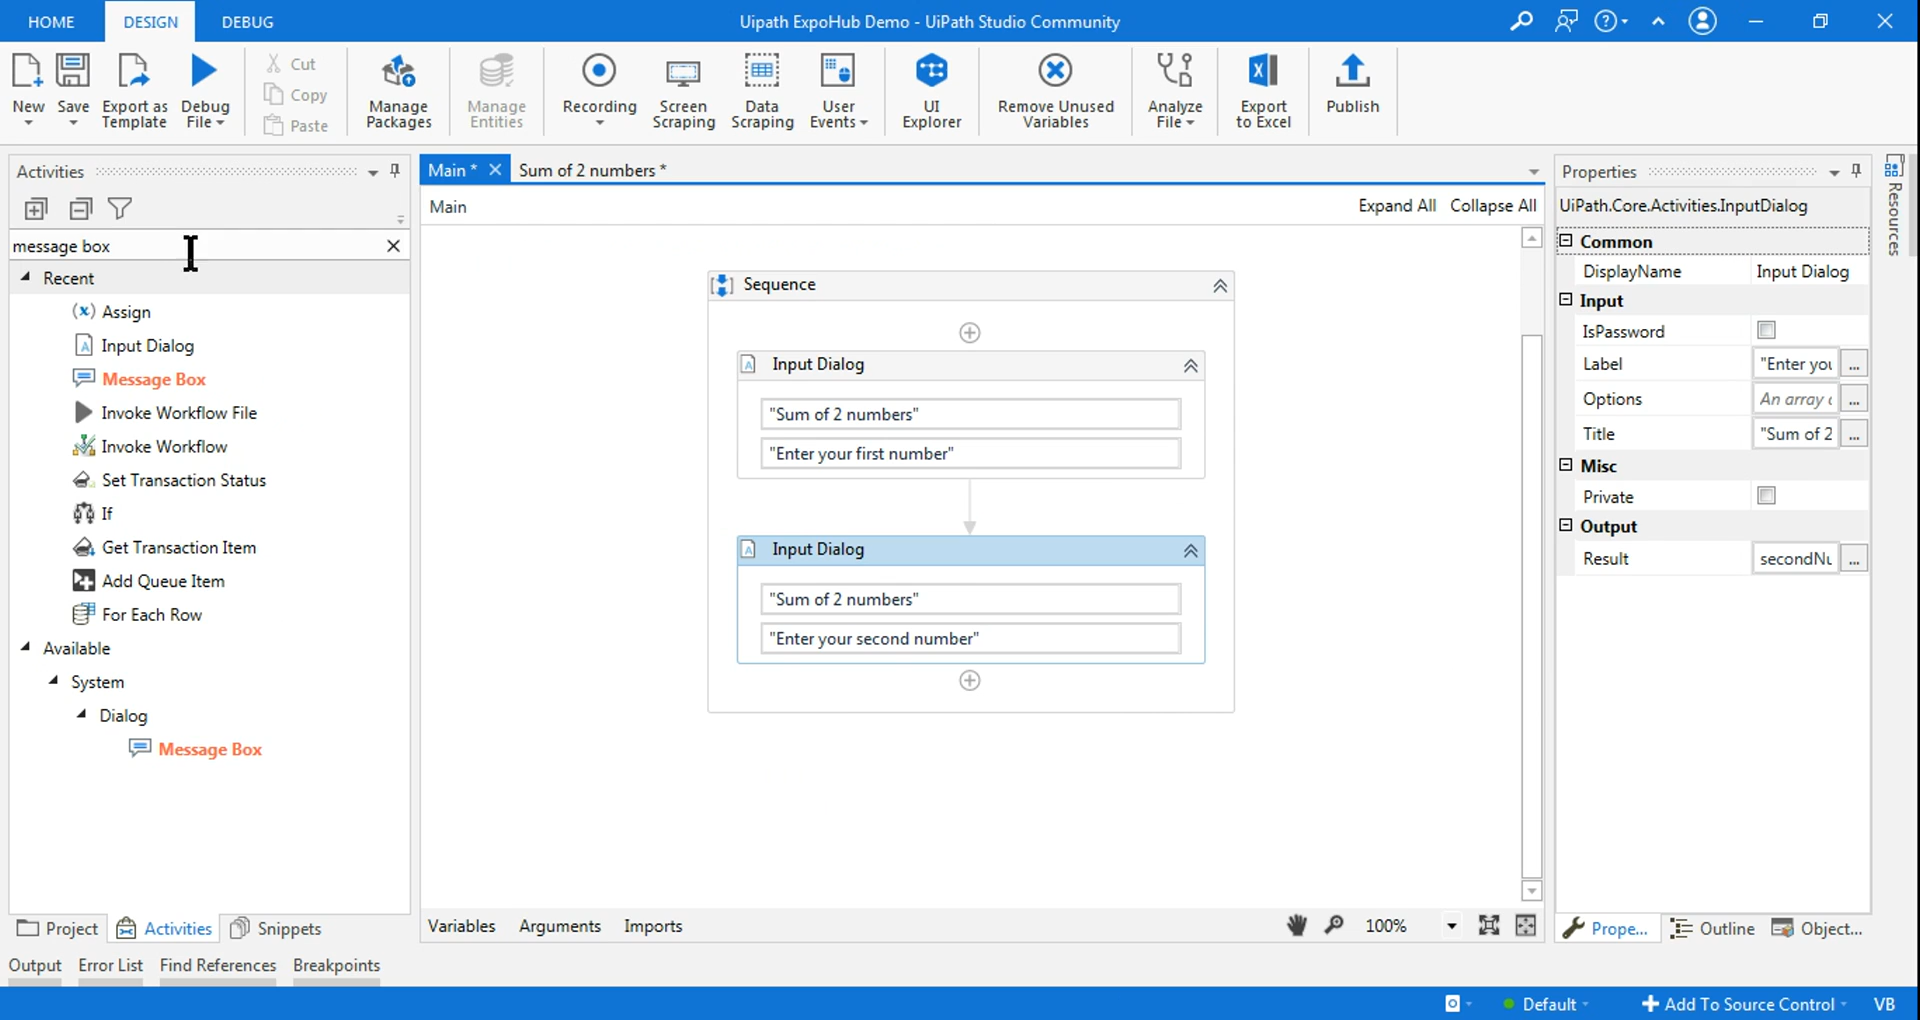 HOME DESIGN DEBUG
Uipath ExpoHub Demo - UiPath Studio Community
New
Save
Export as
Template
Debug
File
Cut
Copy
Paste
Manage
Packages
Manage
Entities
Recording
Screen
Scraping
Data
Scraping
User
Events
UI
Explorer
Remove Unused
Variables
Analyze
File
Export
to Excel
Publish
Activities
message box
Recent
(x) Assign
A Input Dialog
Message Box
Invoke Workflow File
Invoke Workflow
Set Transaction Status
If
Get Transaction Item
Add Queue Item
For Each Row
Available
System
Dialog
Message Box
Project Activities Snippets
Main * Sum of 2 numbers *
Main
Expand All Collapse All
Sequence
A Input Dialog
"Sum of 2 numbers"
"Enter your first number"
A Input Dialog
"Sum of 2 numbers"
"Enter your second number"
Variables Arguments Imports
100%
Properties
UiPath.Core.Activities.InputDialog
Common
DisplayName Input Dialog
Input
IsPassword
Label "Enter you ...
Options An array ( ...
Title "Sum of 2 ...
Misc
Private
Output
Result secondNu ...
Prope... Outline Object...
Resources
Output Error List Find References Breakpoints
Default
Add To Source Control
VB